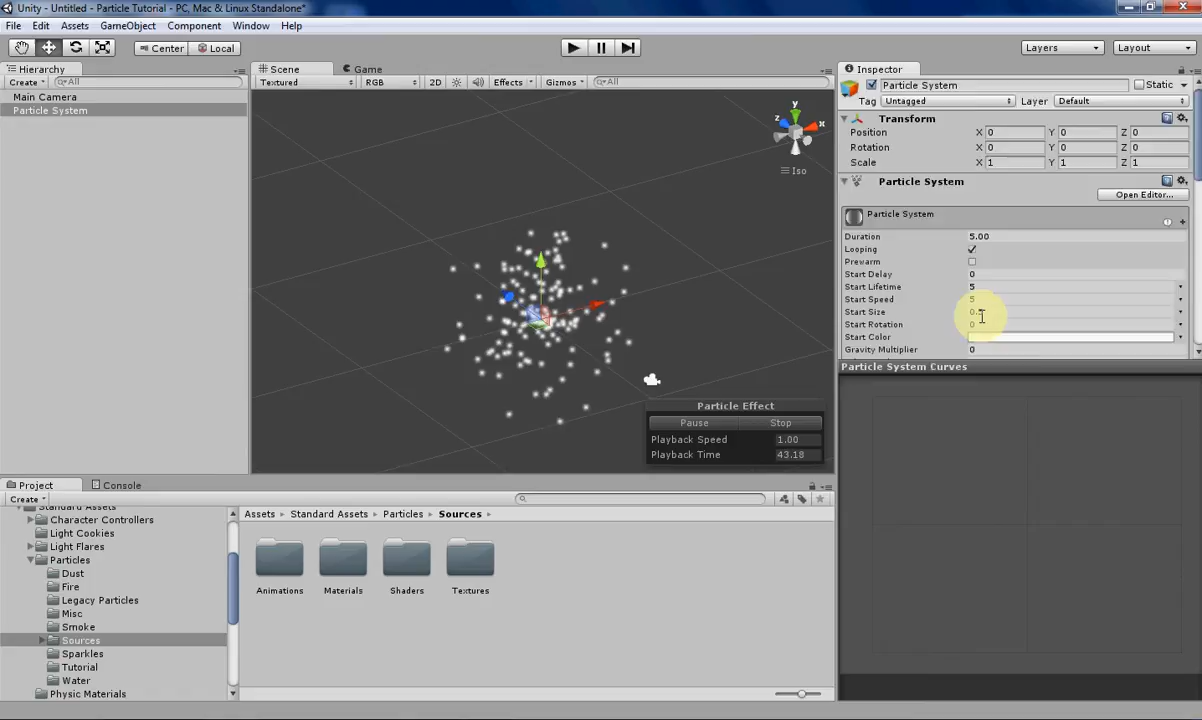 Unity - Untitled - Particle Tutorial - PC, Mac & Linux Standalone*
File Edit Assets GameObject Component Window Help
Center Local Layers Layout
Hierarchy
Create All
Main Camera
Particle System
Scene Game
Textured RGB 2D Effects Gizmos All
y
z x
Iso
Particle Effect
Pause Stop
Playback Speed 1.00
Playback Time 43.18
Inspector
Particle System Static
Tag Untagged Layer Default
Transform
Position X 0 Y 0 Z 0
Rotation X 0 Y 0 Z 0
Scale X 1 Y 1 Z 1
Particle System
Open Editor...
Particle System
Duration 5.00
Looping
Prewarm
Start Delay 0
Start Lifetime 5
Start Speed 5
Start Size
Start Rotation 0
Start Color
Gravity Multiplier 0
Particle System Curves
Project Console
Create
Standard Assets
Character Controllers
Light Cookies
Light Flares
Particles
Dust
Fire
Legacy Particles
Misc
Smoke
Sources
Sparkles
Tutorial
Water
Physic Materials
Assets Standard Assets Particles Sources
Animations Materials Shaders Textures